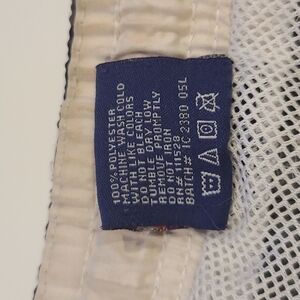 100% POLYESTER
MACHINE WASH COLD
WITH LIKE COLORS
DO NOT BLEACH
TUMBLE DRY LOW
REMOVE PROMPTLY
DO NOT IRON
RN# 111528
BATCH# IC 2380 05L